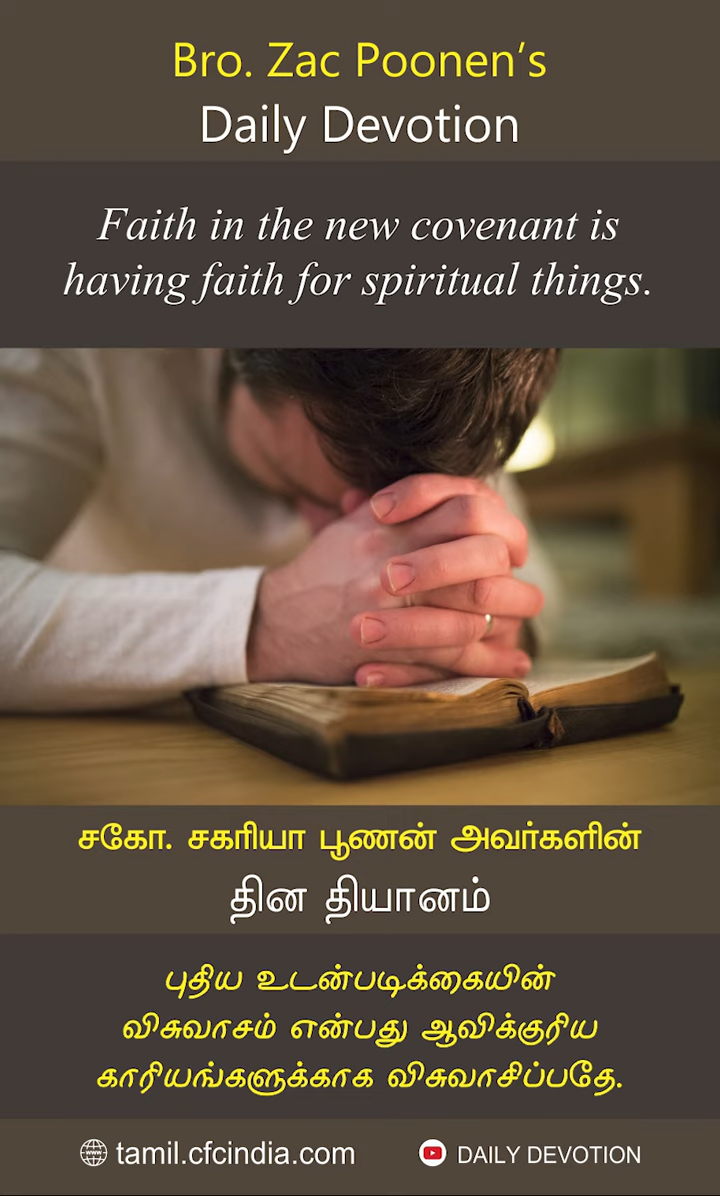 Bro. Zac Poonen’s
Daily Devotion
Faith in the new covenant is
having faith for spiritual things.
சகோ. சகரியா பூணன் அவர்களின்
தின தியானம்
புதிய உடன்படிக்கையின்
விசுவாசம் என்பது ஆவிக்குரிய
காரியங்களுக்காக விசுவாசிப்பதே.
tamil.cfcindia.com
DAILY DEVOTION